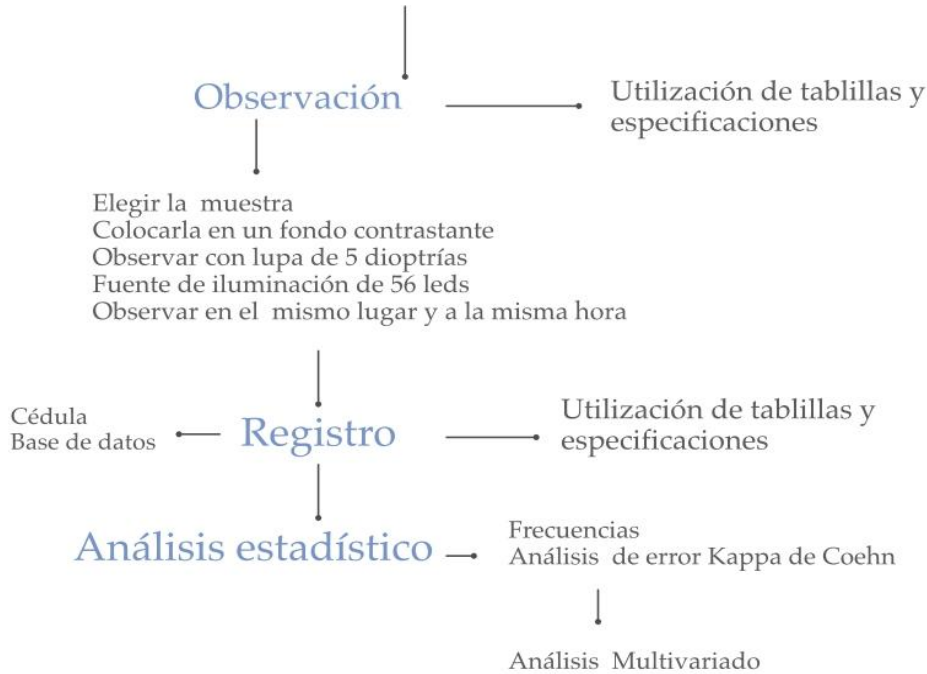 Observación
Utilización de tablillas y
especificaciones
Elegir la muestra
Colocarla en un fondo contrastante
Observar con lupa de 5 dioptrías
Fuente de iluminación de 56 leds
Observar en el mismo lugar y a la misma hora
Cédula
Base de datos
Registro
Utilización de tablillas y
especificaciones
Análisis estadístico
Frecuencias
Análisis de error Kappa de Coehn
Análisis Multivariado